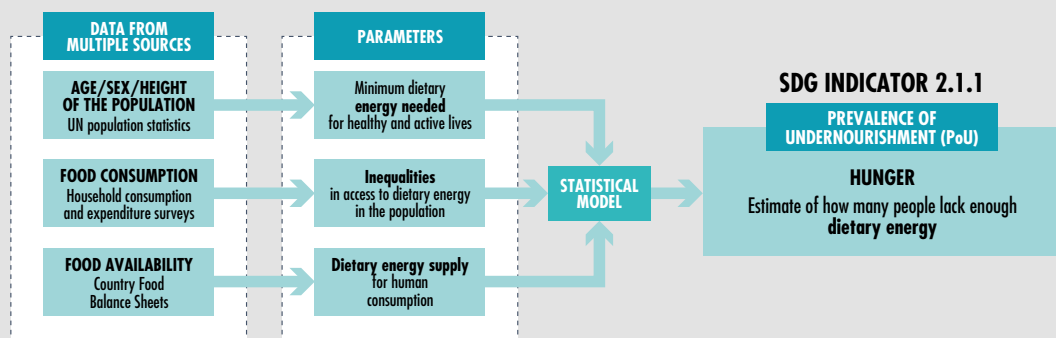 DATA FROM
MULTIPLE SOURCES
AGE/SEX/HEIGHT
OF THE POPULATION
UN population statistics
FOOD CONSUMPTION
Household consumption
and expenditure surveys
FOOD AVAILABILITY
Country Food
Balance Sheets
PARAMETERS
Minimum dietary
energy needed
for healthy and active lives
Inequalities
in access to dietary energy
in the population
Dietary energy supply
for human
consumption
STATISTICAL
MODEL
SDG INDICATOR 2.1.1
PREVALENCE OF
UNDERNOURISHMENT (PoU)
HUNGER
Estimate of how many people lack enough
dietary energy